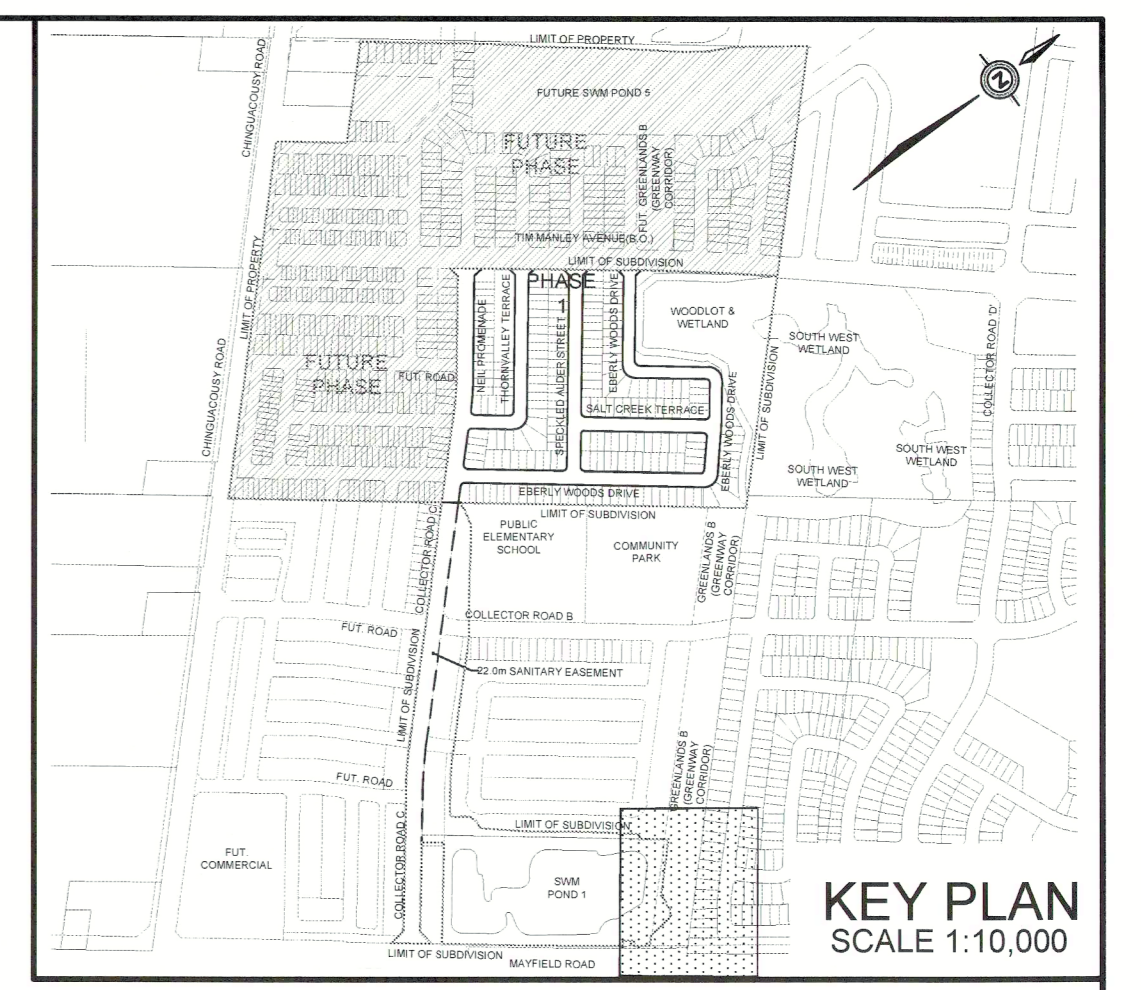 LIMIT OF PROPERTY
CHINGUACOUSY ROAD
FUTURE SWM POND 5
N
FUTURE
PHASE
FUT. GREENLANDS B
(GREENWAY
CORRIDOR)
TIM MANLEY AVENUE(B.O.)
LIMIT OF SUBDIVISION
LIMIT OF PROPERTY
PHASE
1
NEIL PROMENADE
THORNVALLEY TERRACE
SPECKLED ALDER STREET
EBERLY WOODS DRIVE
WOODLOT &
WETLAND
SOUTH WEST
WETLAND
COLLECTOR ROAD 'D'
CHINGUACOUSY ROAD
FUTURE
PHASE
FUT. ROAD
SALT CREEK TERRACE
EBERLY WOODS DRIVE
LIMIT OF SUBDIVISION
SOUTH WEST
WETLAND
SOUTH WEST
WETLAND
EBERLY WOODS DRIVE
LIMIT OF SUBDIVISION
COLLECTOR ROAD C
PUBLIC
ELEMENTARY
SCHOOL
COMMUNITY
PARK
GREENLANDS B
(GREENWAY
CORRIDOR)
COLLECTOR ROAD B
FUT. ROAD
LIMIT OF SUBDIVISION
22.0m SANITARY EASEMENT
FUT. ROAD
GREENLANDS B
(GREENWAY
CORRIDOR)
LIMIT OF SUBDIVISION
FUT.
COMMERCIAL
COLLECTOR ROAD C
SWM
POND 1
LIMIT OF SUBDIVISION
MAYFIELD ROAD
KEY PLAN
SCALE 1:10,000